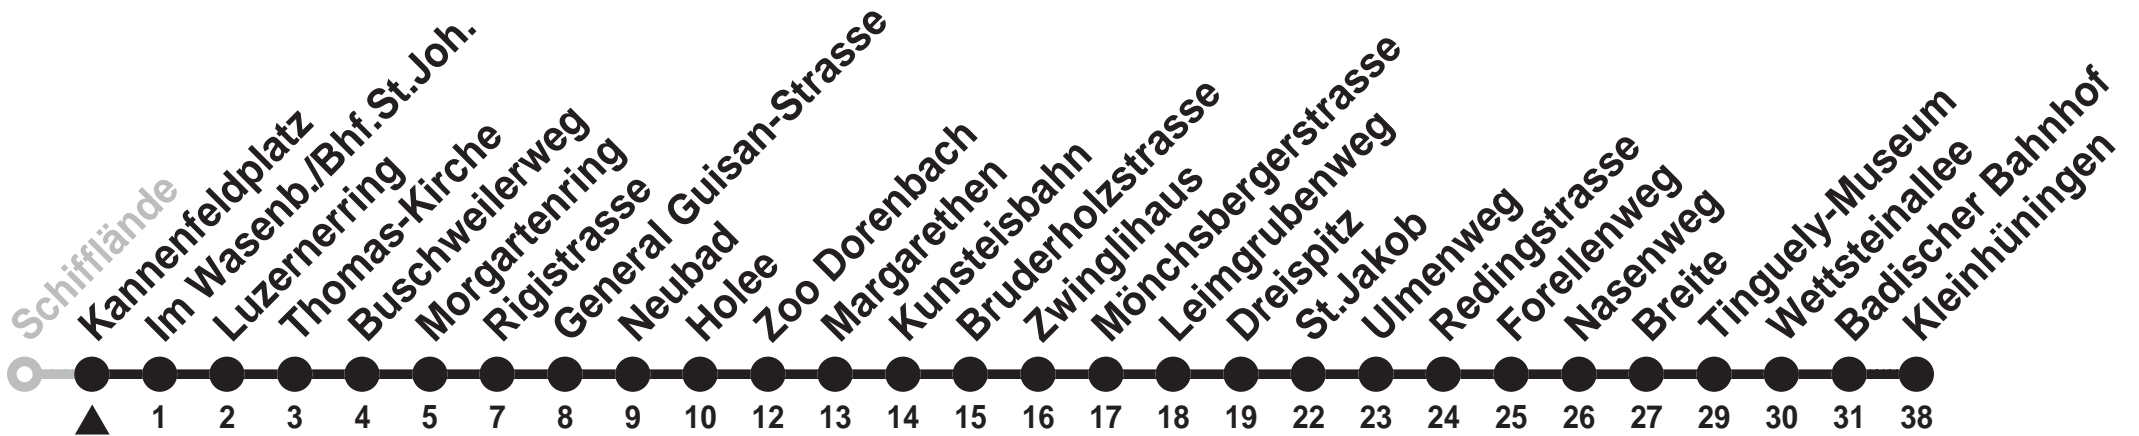 Schifflände
Kannenfeldplatz
Im Wasenb./Bhf.St.Joh.
Luzernerring
Thomas-Kirche
Buschweilerweg
Morgartenring
Rigistrasse
General Guisan-Strasse
Neubad
Holee
Zoo Dorenbach
Margarethen
Kunsteisbahn
Bruderholzstrasse
Zwinglihaus
Mönchsbergerstrasse
Leimgrubenweg
Dreispitz
St.Jakob
Ulmenweg
Redingstrasse
Forellenweg
Nasenweg
Breite
Tinguely-Museum
Wettsteinallee
Badischer Bahnhof
Kleinhüningen
1 2 3 4 5 7 8 9 10 12 13 14 15 16 17 18 19 22 23 24 25 26 27 29 30 31 38